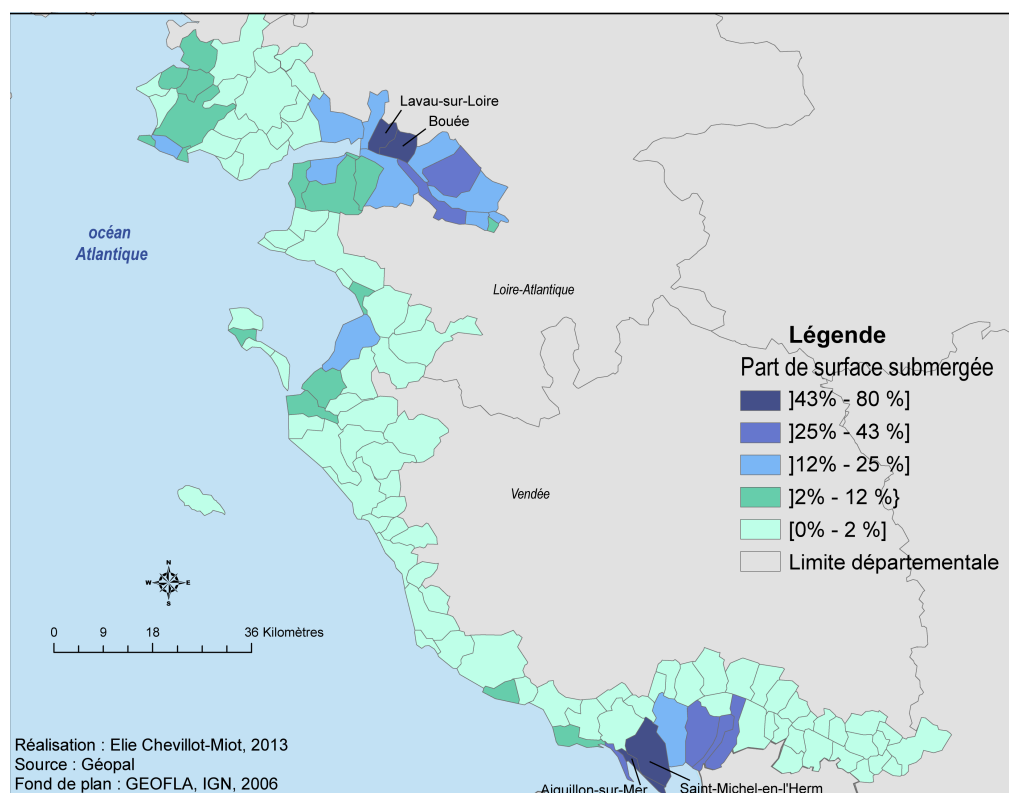 Lavau-sur-Loire
Bouée
océan
Atlantique
Loire-Atlantique
Légende
Part de surface submergée
]43% - 80 %]
]25% - 43 %]
]12% - 25 %]
]2% - 12 %}
[0% - 2 %]
Limite départementale
Vendée
N
W E
S
0 9 18 36 Kilomètres
Réalisation : Elie Chevillot-Miot, 2013
Source : Géopal
Fond de plan : GEOFLA, IGN, 2006
Aiguillon-sur-Mer
Saint-Michel-en-l'Herm